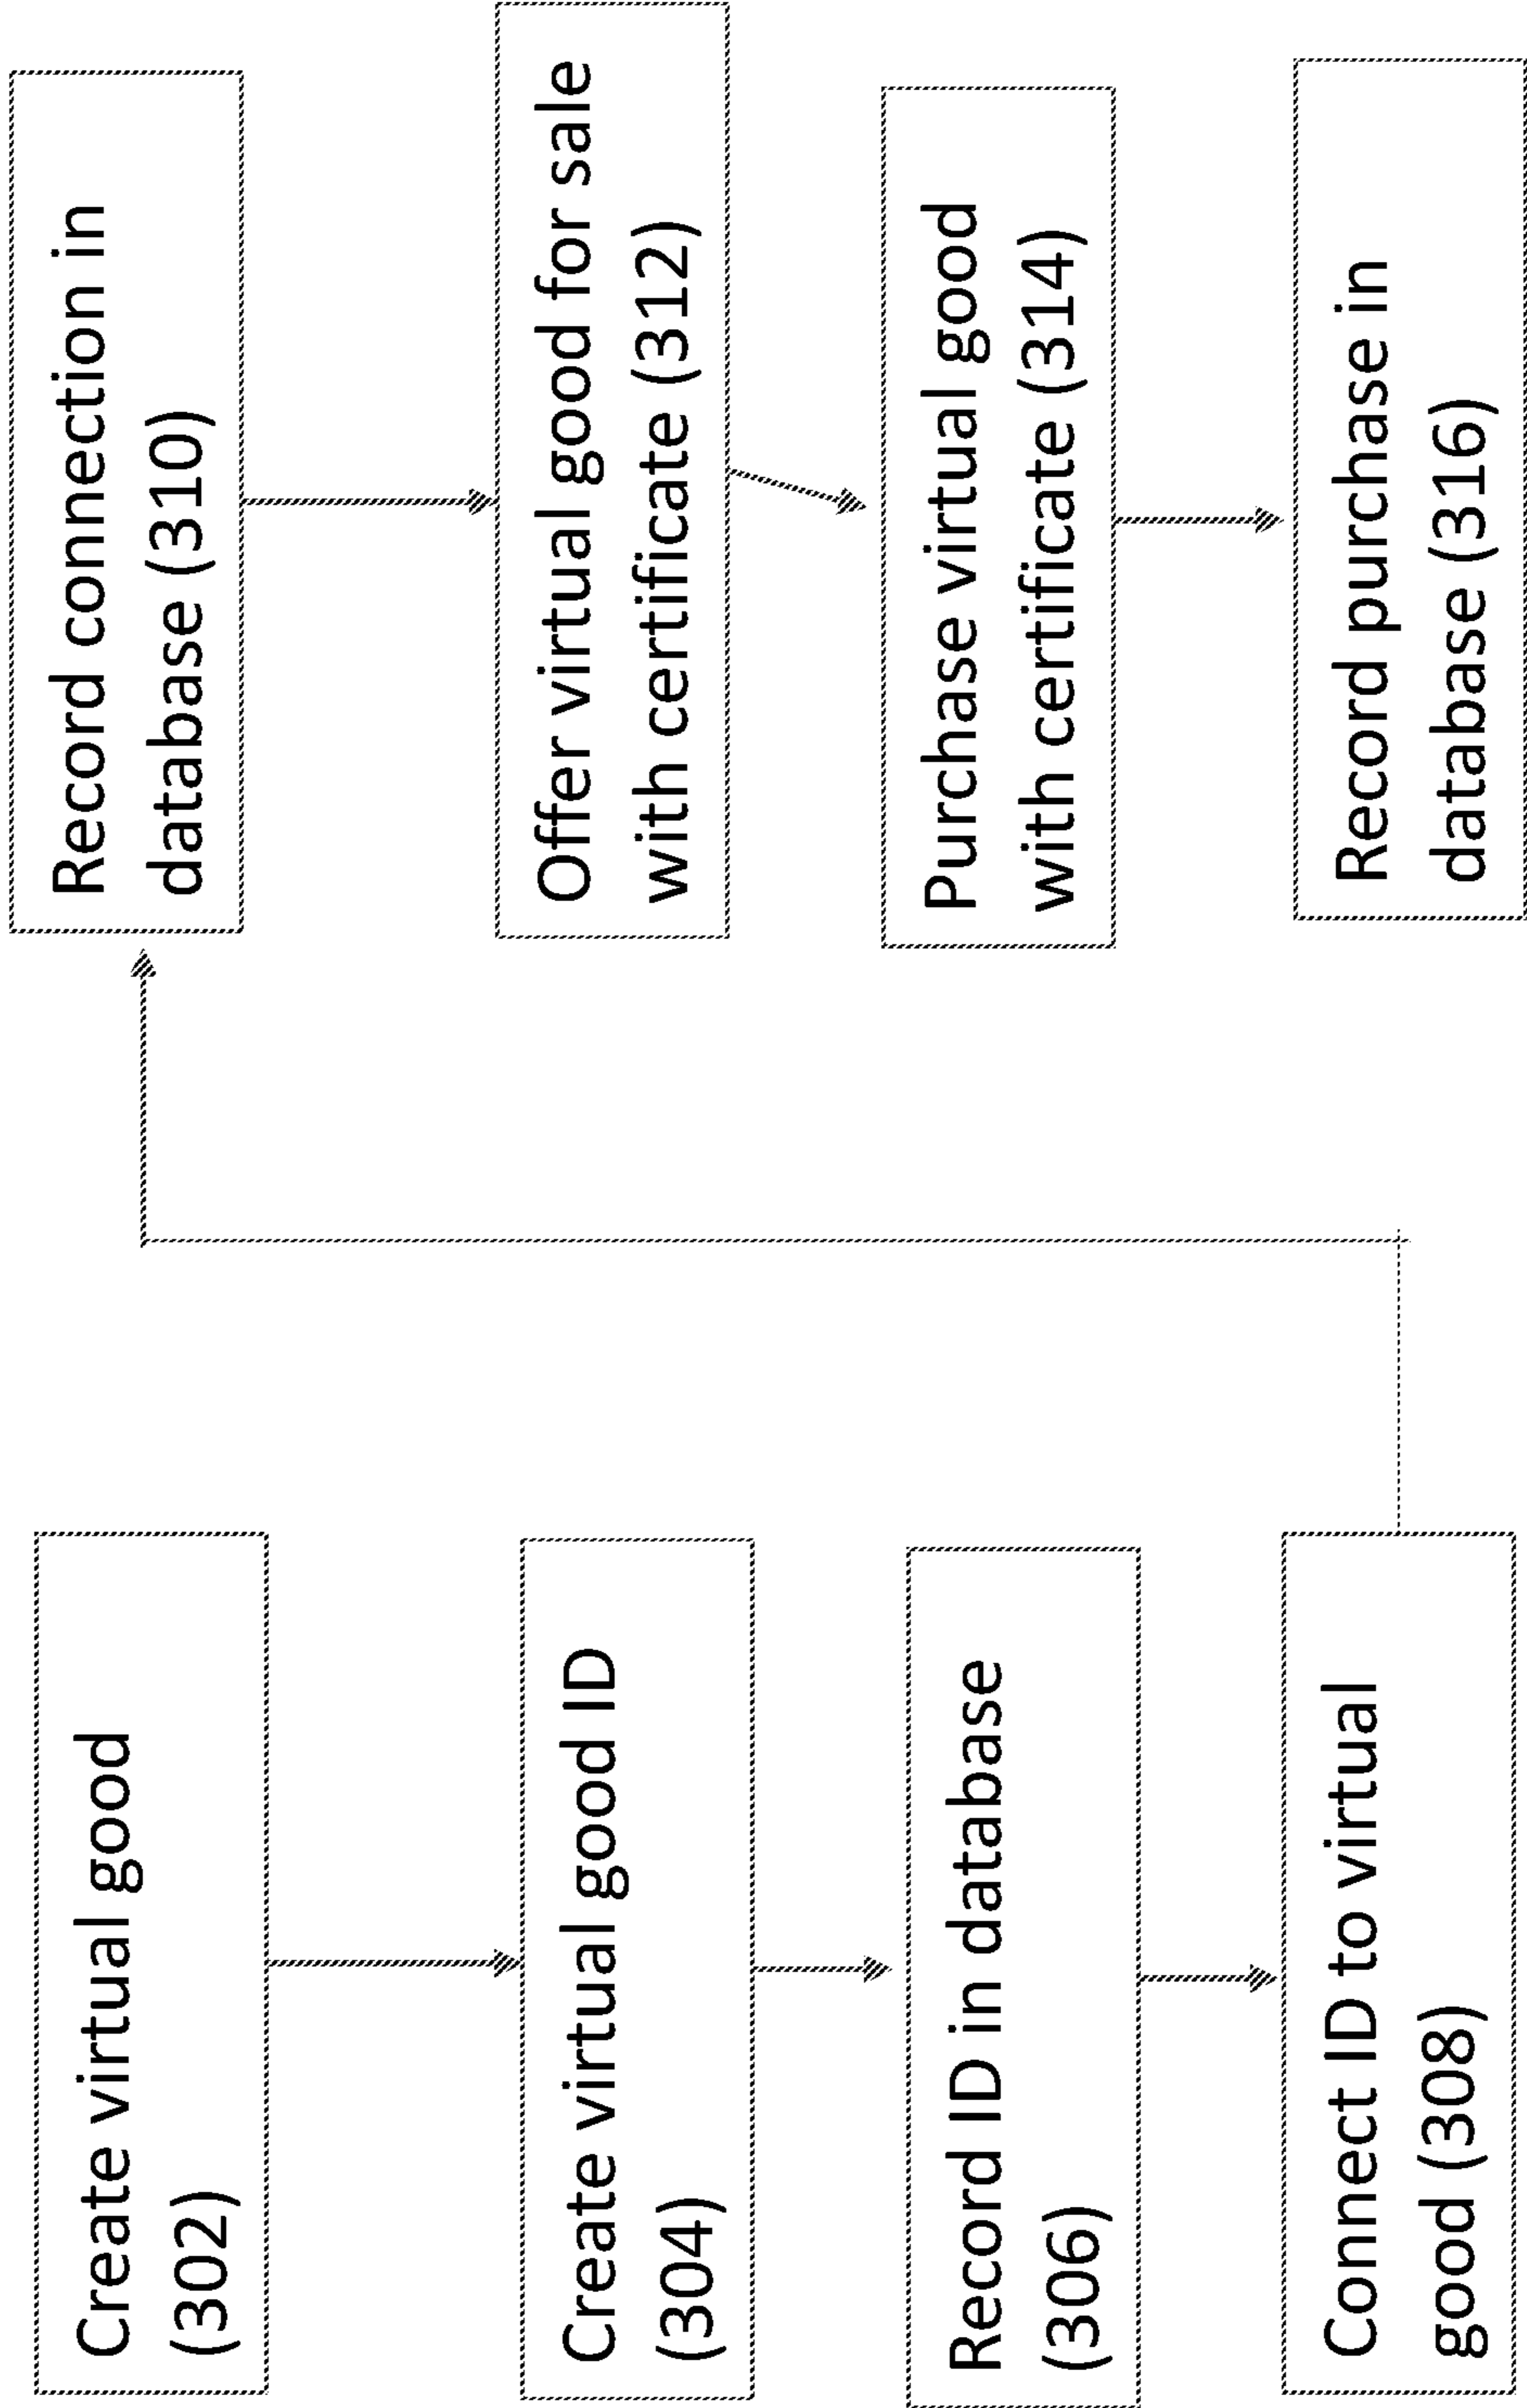 Create virtual good
(302)
Create virtual good ID
(304)
Record ID in database
(306)
Connect ID to virtual
good (308)
Record connection in
database (310)
Offer virtual good for sale
with certificate (312)
Purchase virtual good
with certificate (314)
Record purchase in
database (316)